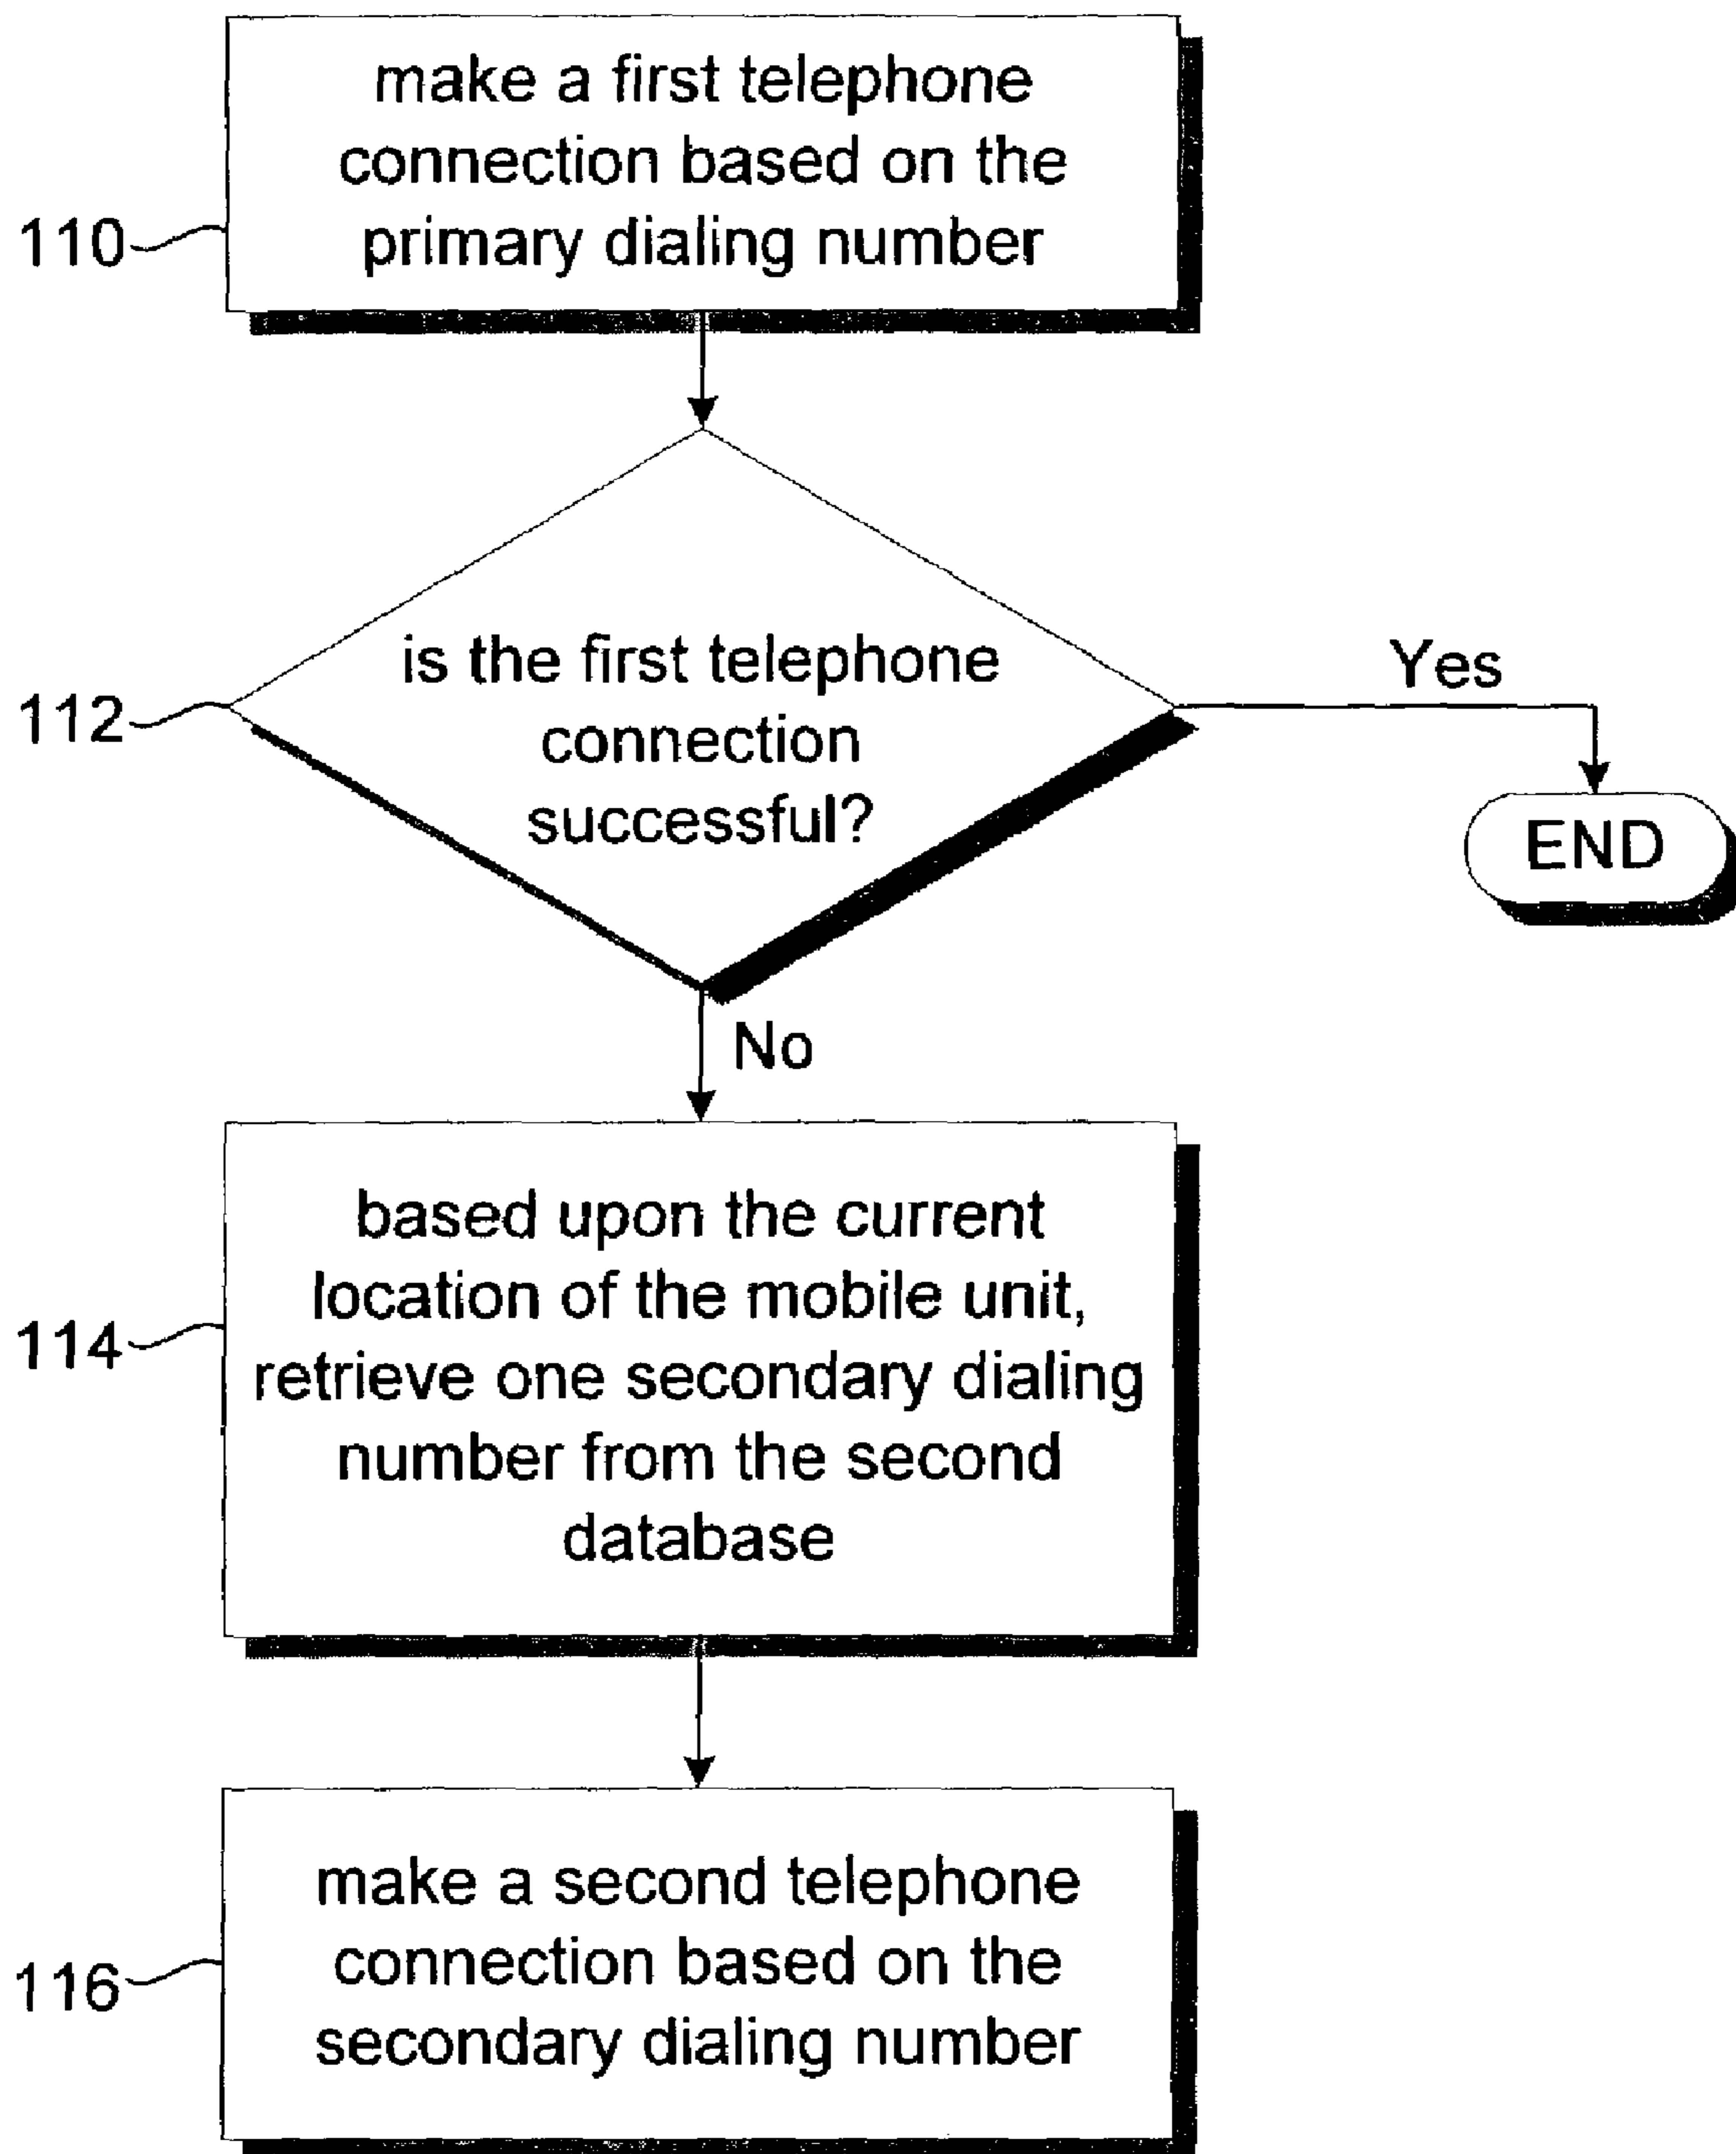 make a first telephone
connection based on the
primary dialing number
110
is the first telephone
connection
successful?
112
Yes
END
No
based upon the current
location of the mobile unit,
retrieve one secondary dialing
number from the second
database
114
make a second telephone
connection based on the
secondary dialing number
116